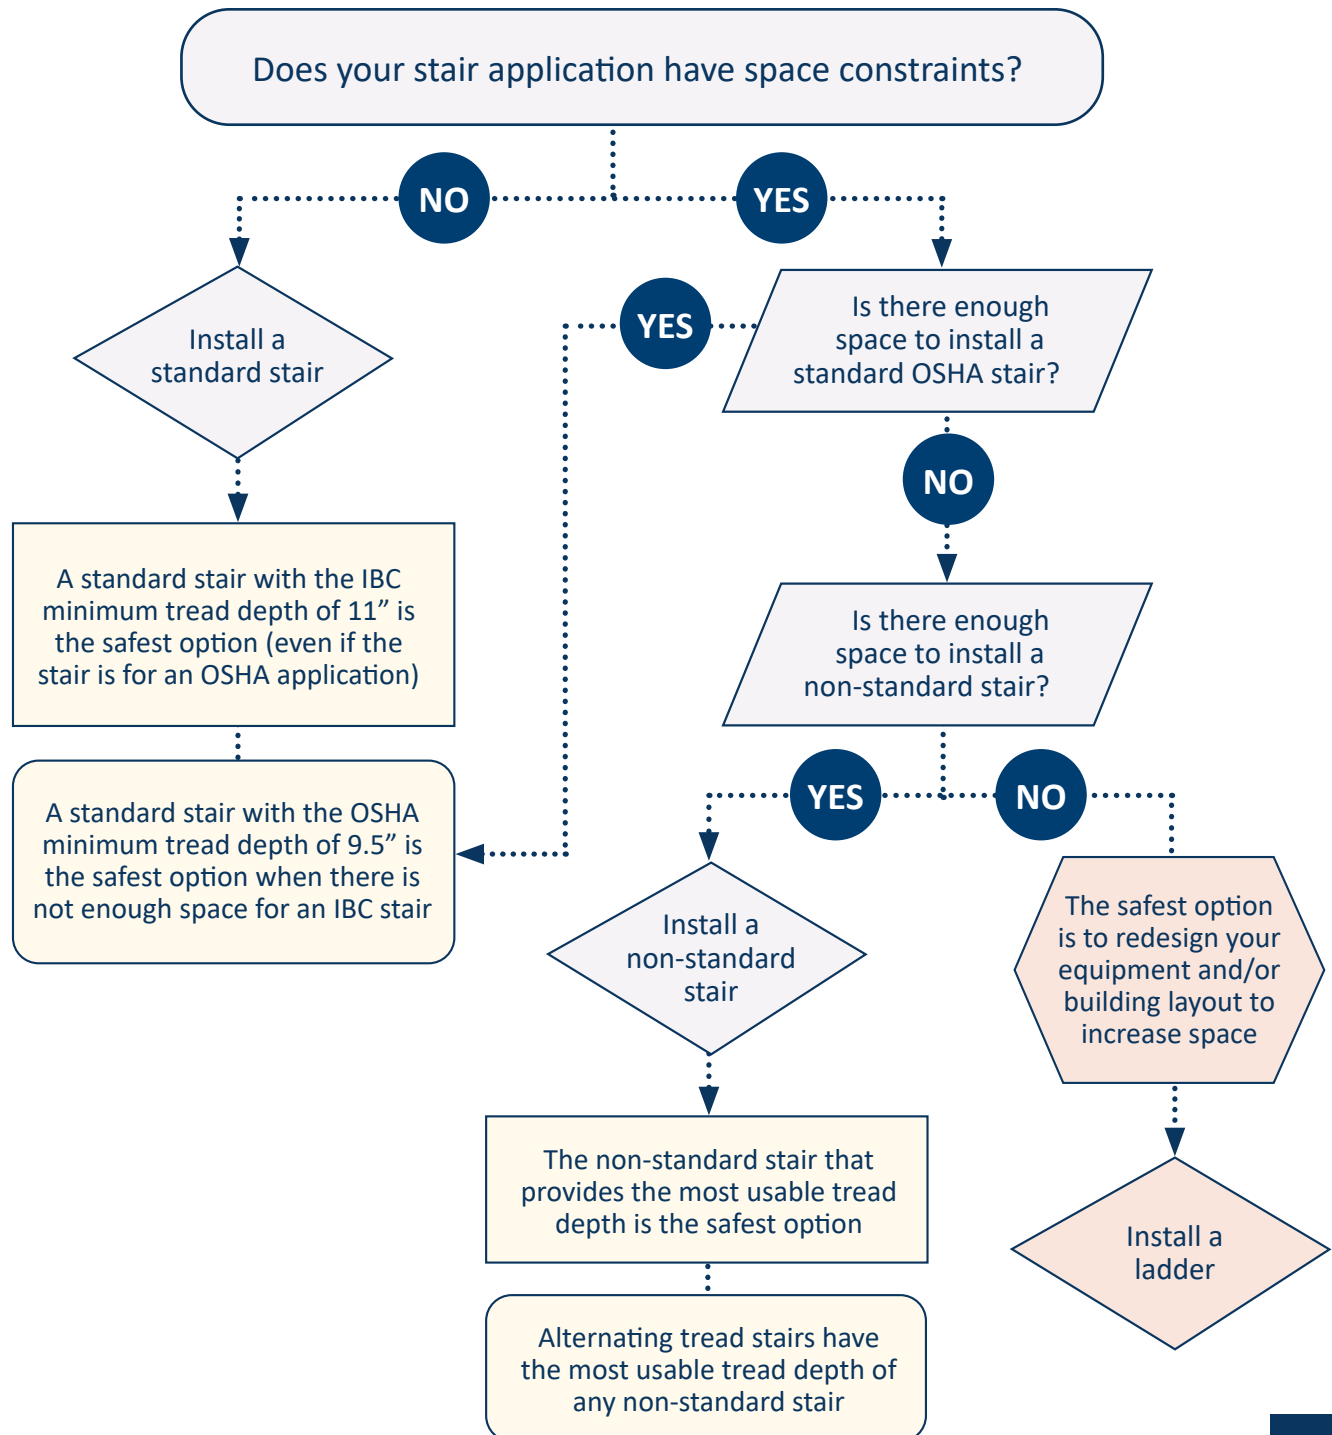 Does your stair application have space constraints?
NO
YES
Install a
standard stair
YES
Is there enough
space to install a
standard OSHA stair?
NO
A standard stair with the IBC
minimum tread depth of 11” is
the safest option (even if the
stair is for an OSHA application)
Is there enough
space to install a
non-standard stair?
A standard stair with the OSHA
minimum tread depth of 9.5” is
the safest option when there is
not enough space for an IBC stair
YES
NO
Install a
non-standard
stair
The safest option
is to redesign your
equipment and/or
building layout to
increase space
The non-standard stair that
provides the most usable tread
depth is the safest option
Install a
ladder
Alternating tread stairs have
the most usable tread depth of
any non-standard stair